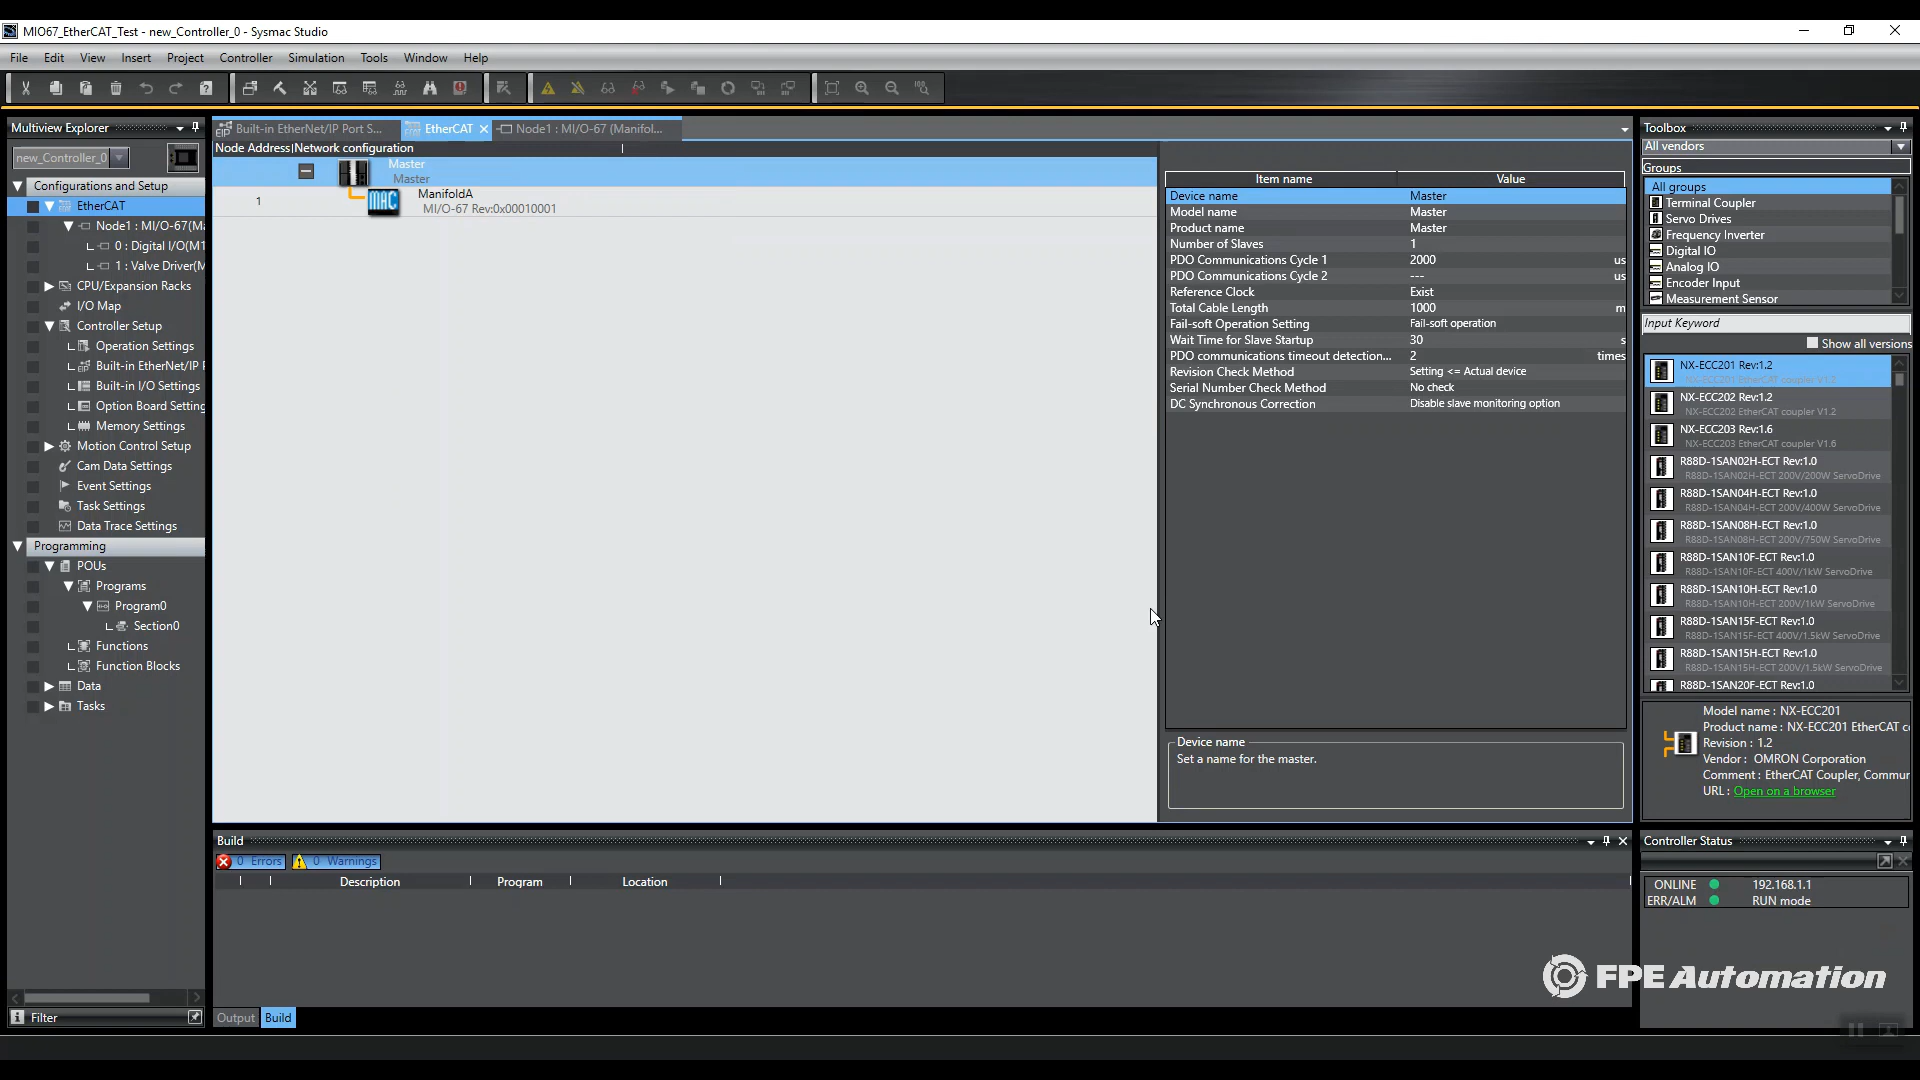 MIO67_EtherCAT_Test - new_Controller_0 - Sysmac Studio
File Edit View Insert Project Controller Simulation Tools Window Help
Multview Explorer
new_Controller_0
Configurations and Setup
EtherCAT
Node1 : MI/O-67(Ma
0 : Digital I/O(M1
1 : Valve Driver(M
CPU/Expansion Racks
I/O Map
Controller Setup
Operation Settings
Built-in EtherNet/IP P
Built-in I/O Settings
Option Board Setting
Memory Settings
Motion Control Setup
Cam Data Settings
Event Settings
Task Settings
Data Trace Settings
Programming
POUs
Programs
Program0
Section0
Functions
Function Blocks
Data
Tasks
Filter
Built-in EtherNet/IP Port S...
EtherCAT
Node1 : MI/O-67 (Manifol...
Node Address|Network configuration
Master
Master
1
ManifoldA
MI/O-67 Rev:0x00010001
Item name Value
Device name Master
Model name Master
Product name Master
Number of Slaves 1
PDO Communications Cycle 1 2000 us
PDO Communications Cycle 2 --- us
Reference Clock Exist
Total Cable Length 1000 m
Fail-soft Operation Setting Fail-soft operation
Wait Time for Slave Startup 30 s
PDO communications timeout detection... 2 times
Revision Check Method Setting <= Actual device
Serial Number Check Method No check
DC Synchronous Correction Disable slave monitoring option
Device name
Set a name for the master.
Build
0 Errors 0 Warnings
Description Program Location
Output Build
Toolbox
All vendors
Groups
All groups
Terminal Coupler
Servo Drives
Frequency Inverter
Digital IO
Analog IO
Encoder Input
Measurement Sensor
Input Keyword
Show all versions
NX-ECC201 Rev:1.2
NX-ECC201 EtherCAT coupler V1.2
NX-ECC202 Rev:1.2
NX-ECC202 EtherCAT coupler V1.2
NX-ECC203 Rev:1.6
NX-ECC203 EtherCAT coupler V1.6
R88D-1SAN02H-ECT Rev:1.0
R88D-1SAN02H-ECT 200V/200W ServoDrive
R88D-1SAN04H-ECT Rev:1.0
R88D-1SAN04H-ECT 200V/400W ServoDrive
R88D-1SAN08H-ECT Rev:1.0
R88D-1SAN08H-ECT 200V/750W ServoDrive
R88D-1SAN10F-ECT Rev:1.0
R88D-1SAN10F-ECT 400V/1kW ServoDrive
R88D-1SAN10H-ECT Rev:1.0
R88D-1SAN10H-ECT 200V/1kW ServoDrive
R88D-1SAN15F-ECT Rev:1.0
R88D-1SAN15F-ECT 400V/1.5kW ServoDrive
R88D-1SAN15H-ECT Rev:1.0
R88D-1SAN15H-ECT 200V/1.5kW ServoDrive
R88D-1SAN20F-ECT Rev:1.0
Model name : NX-ECC201
Product name : NX-ECC201 EtherCAT c
Revision : 1.2
Vendor : OMRON Corporation
Comment : EtherCAT Coupler, Commur
URL : Open on a browser
Controller Status
ONLINE 192.168.1.1
ERR/ALM RUN mode
FPE Automation